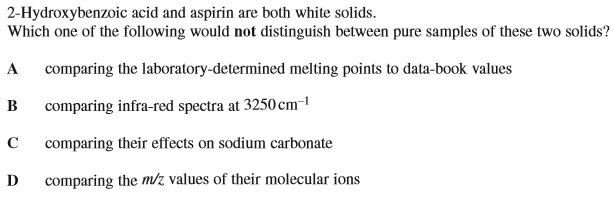 2-Hydroxybenzoic acid and aspirin are both white solids.
Which one of the following would not distinguish between pure samples of these two solids?
A comparing the laboratory-determined melting points to data-book values
B comparing infra-red spectra at 3250 cm⁻¹
C comparing their effects on sodium carbonate
D comparing the m/z values of their molecular ions